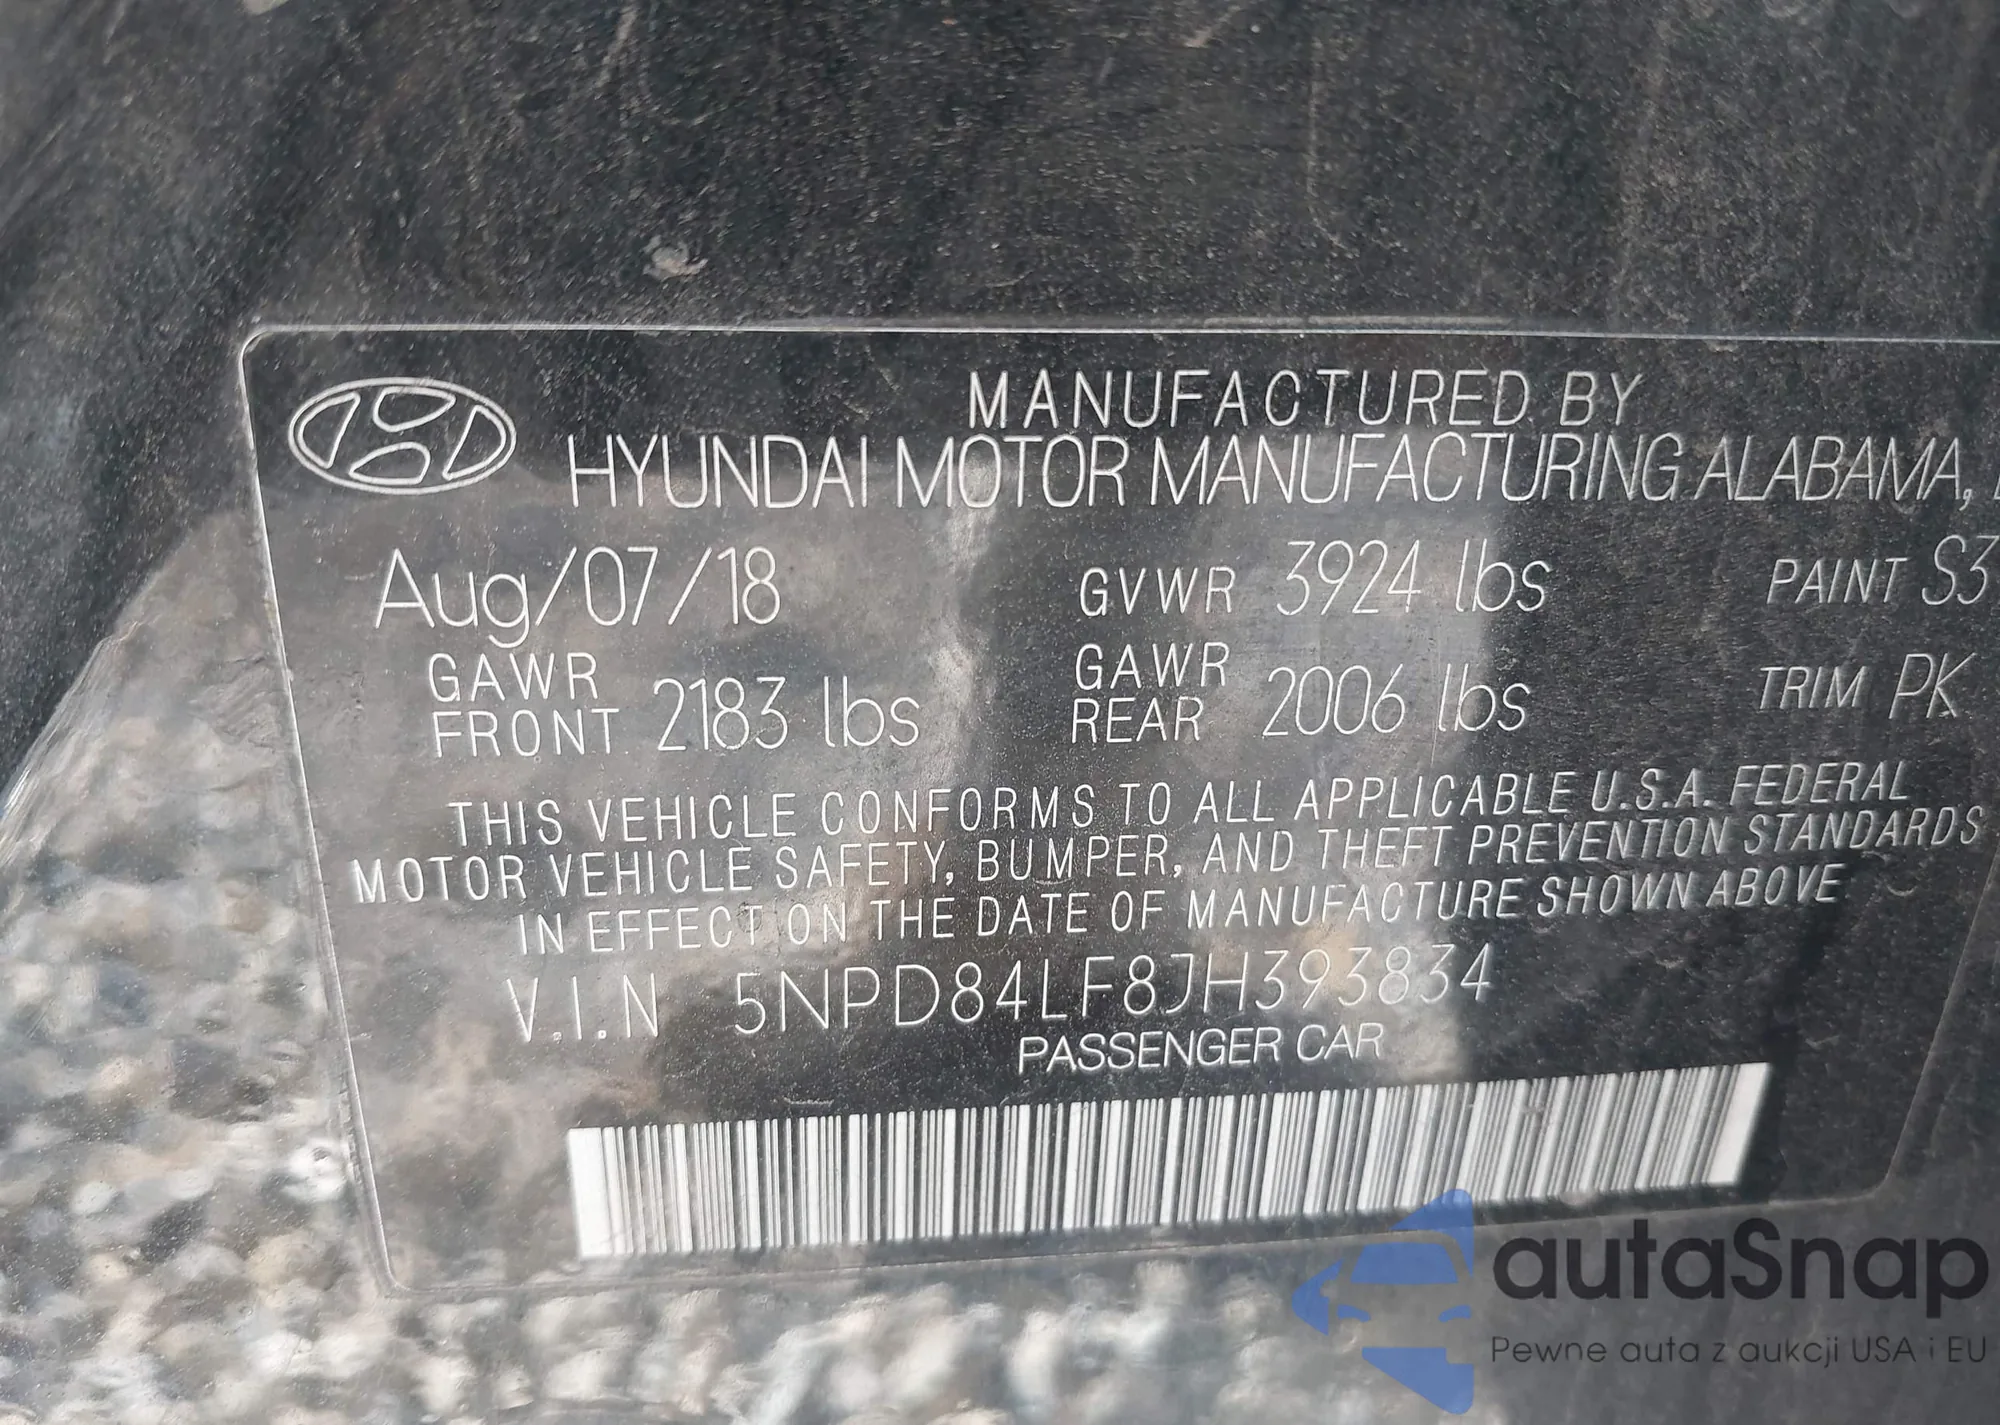 MANUFACTURED BY
HYUNDAI MOTOR MANUFACTURING ALABAMA,
Aug/07/18 GVWR 3924 lbs PAINT S3
GAWR FRONT 2183 lbs GAWR REAR 2006 lbs TRIM PK
THIS VEHICLE CONFORMS TO ALL APPLICABLE U.S.A. FEDERAL
MOTOR VEHICLE SAFETY, BUMPER, AND THEFT PREVENTION STANDARDS
IN EFFECT ON THE DATE OF MANUFACTURE SHOWN ABOVE
V.I.N 5NPD84LF8JH393834
PASSENGER CAR
autaSnap
Pewne auta z aukcji USA i EU